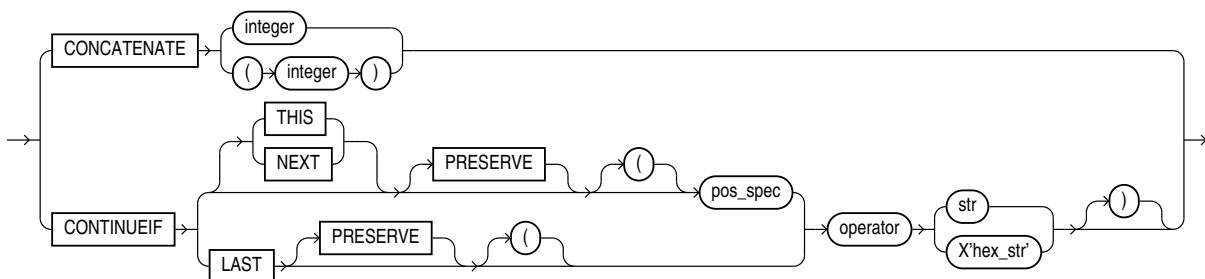 CONCATENATE
integer
( integer )
CONTINUEIF
THIS
NEXT
PRESERVE
(
pos_spec
LAST
PRESERVE
(
operator
str
X'hex_str'
)